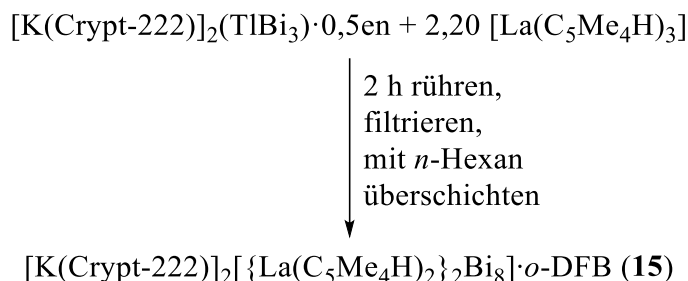 [K(Crypt-222)]₂(TlBi₃)·0,5en + 2,20 [La(C₅Me₄H)₃]
2 h rühren,
filtrieren,
mit n-Hexan
überschichten
[K(Crypt-222)]₂[{La(C₅Me₄H)₂}₂Bi₈]·o-DFB (15)